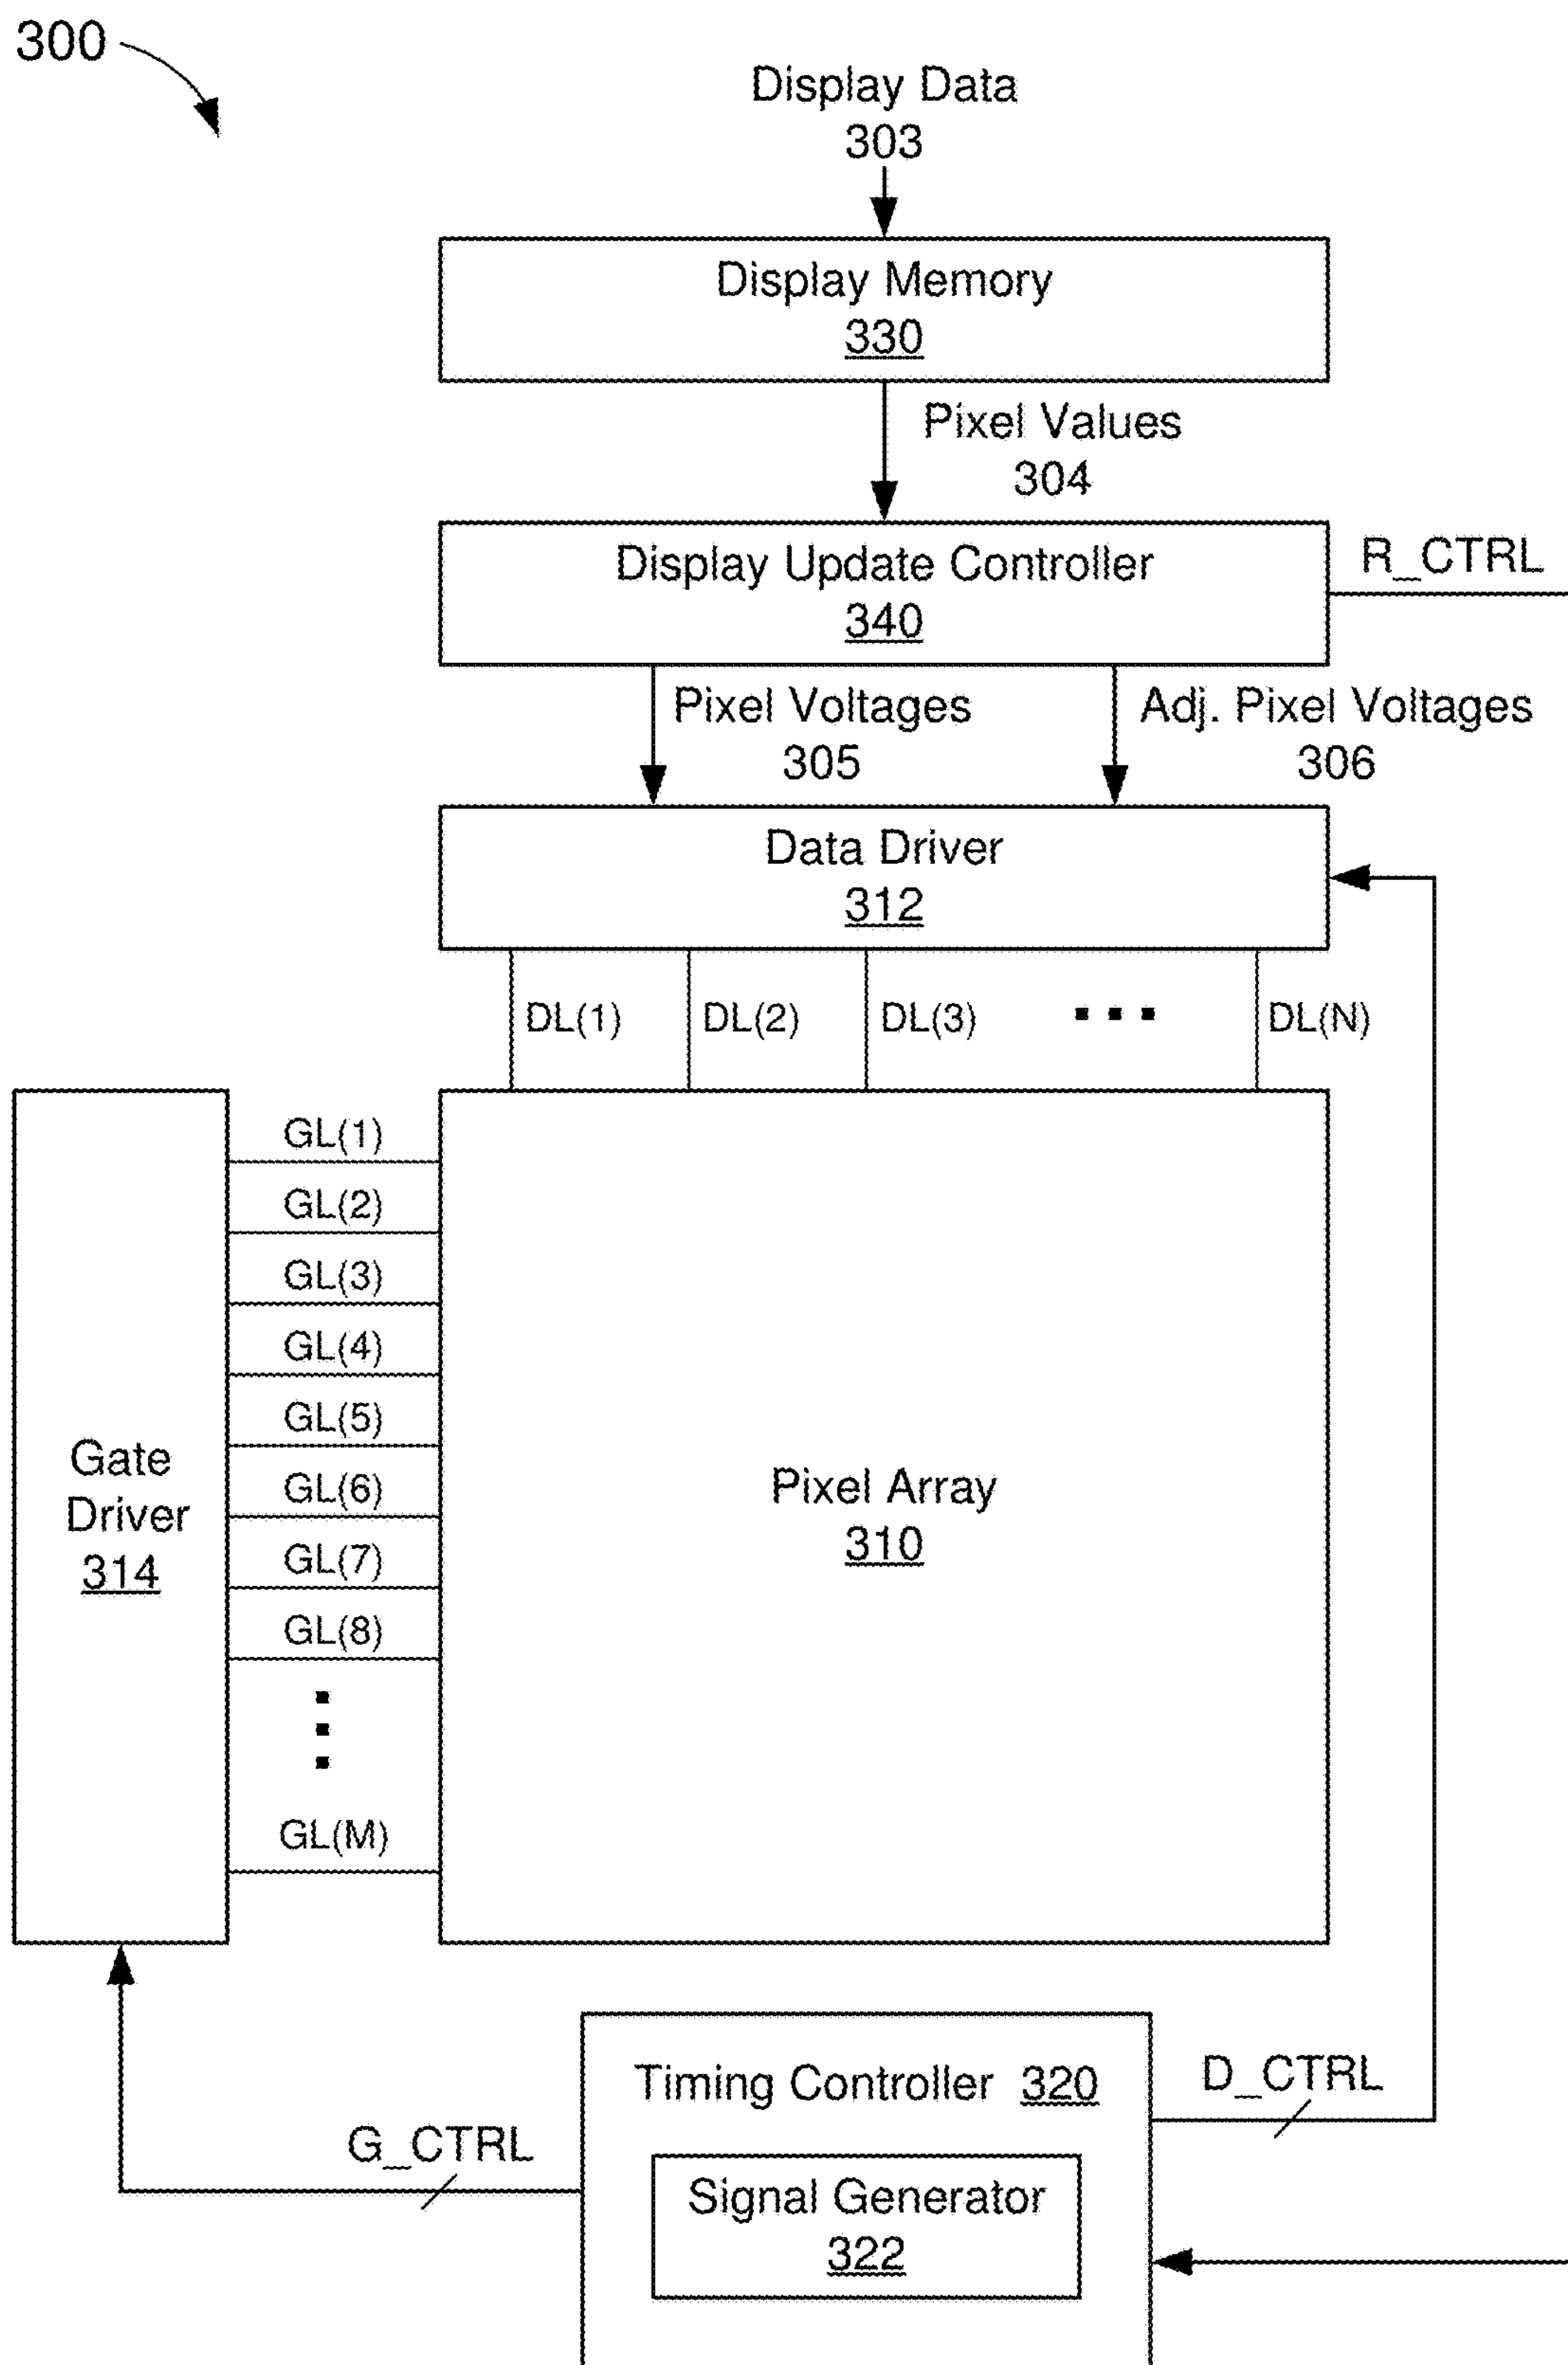 300
Display Data
303
Display Memory
330
Pixel Values
304
Display Update Controller
340
R_CTRL
Pixel Voltages
305
Adj. Pixel Voltages
306
Data Driver
312
DL(1)
DL(2)
DL(3)
DL(N)
GL(1)
GL(2)
GL(3)
GL(4)
GL(5)
GL(6)
GL(7)
GL(8)
GL(M)
Gate
Driver
314
Pixel Array
310
Timing Controller 320
D_CTRL
G_CTRL
Signal Generator
322